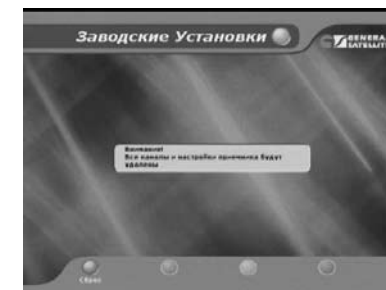 Заводские Установки
GENERAL
SATELLITE
Внимание!
Все каналы и настройки приемника будут
удалены
Сброс